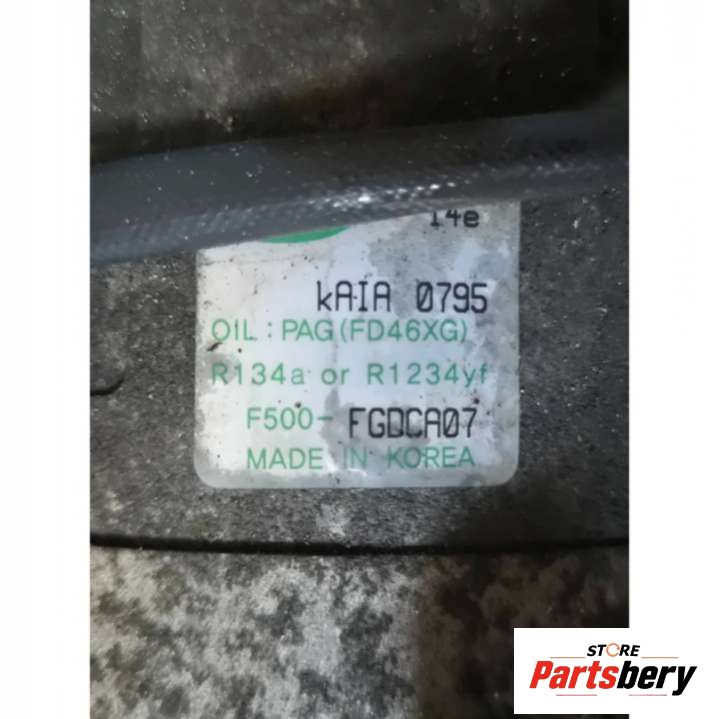 14e
kAIA 0795
OIL : PAG (FD46XG)
R134a or R1234yf
F500- FGDCA07
MADE IN KOREA
STORE
Partsbery